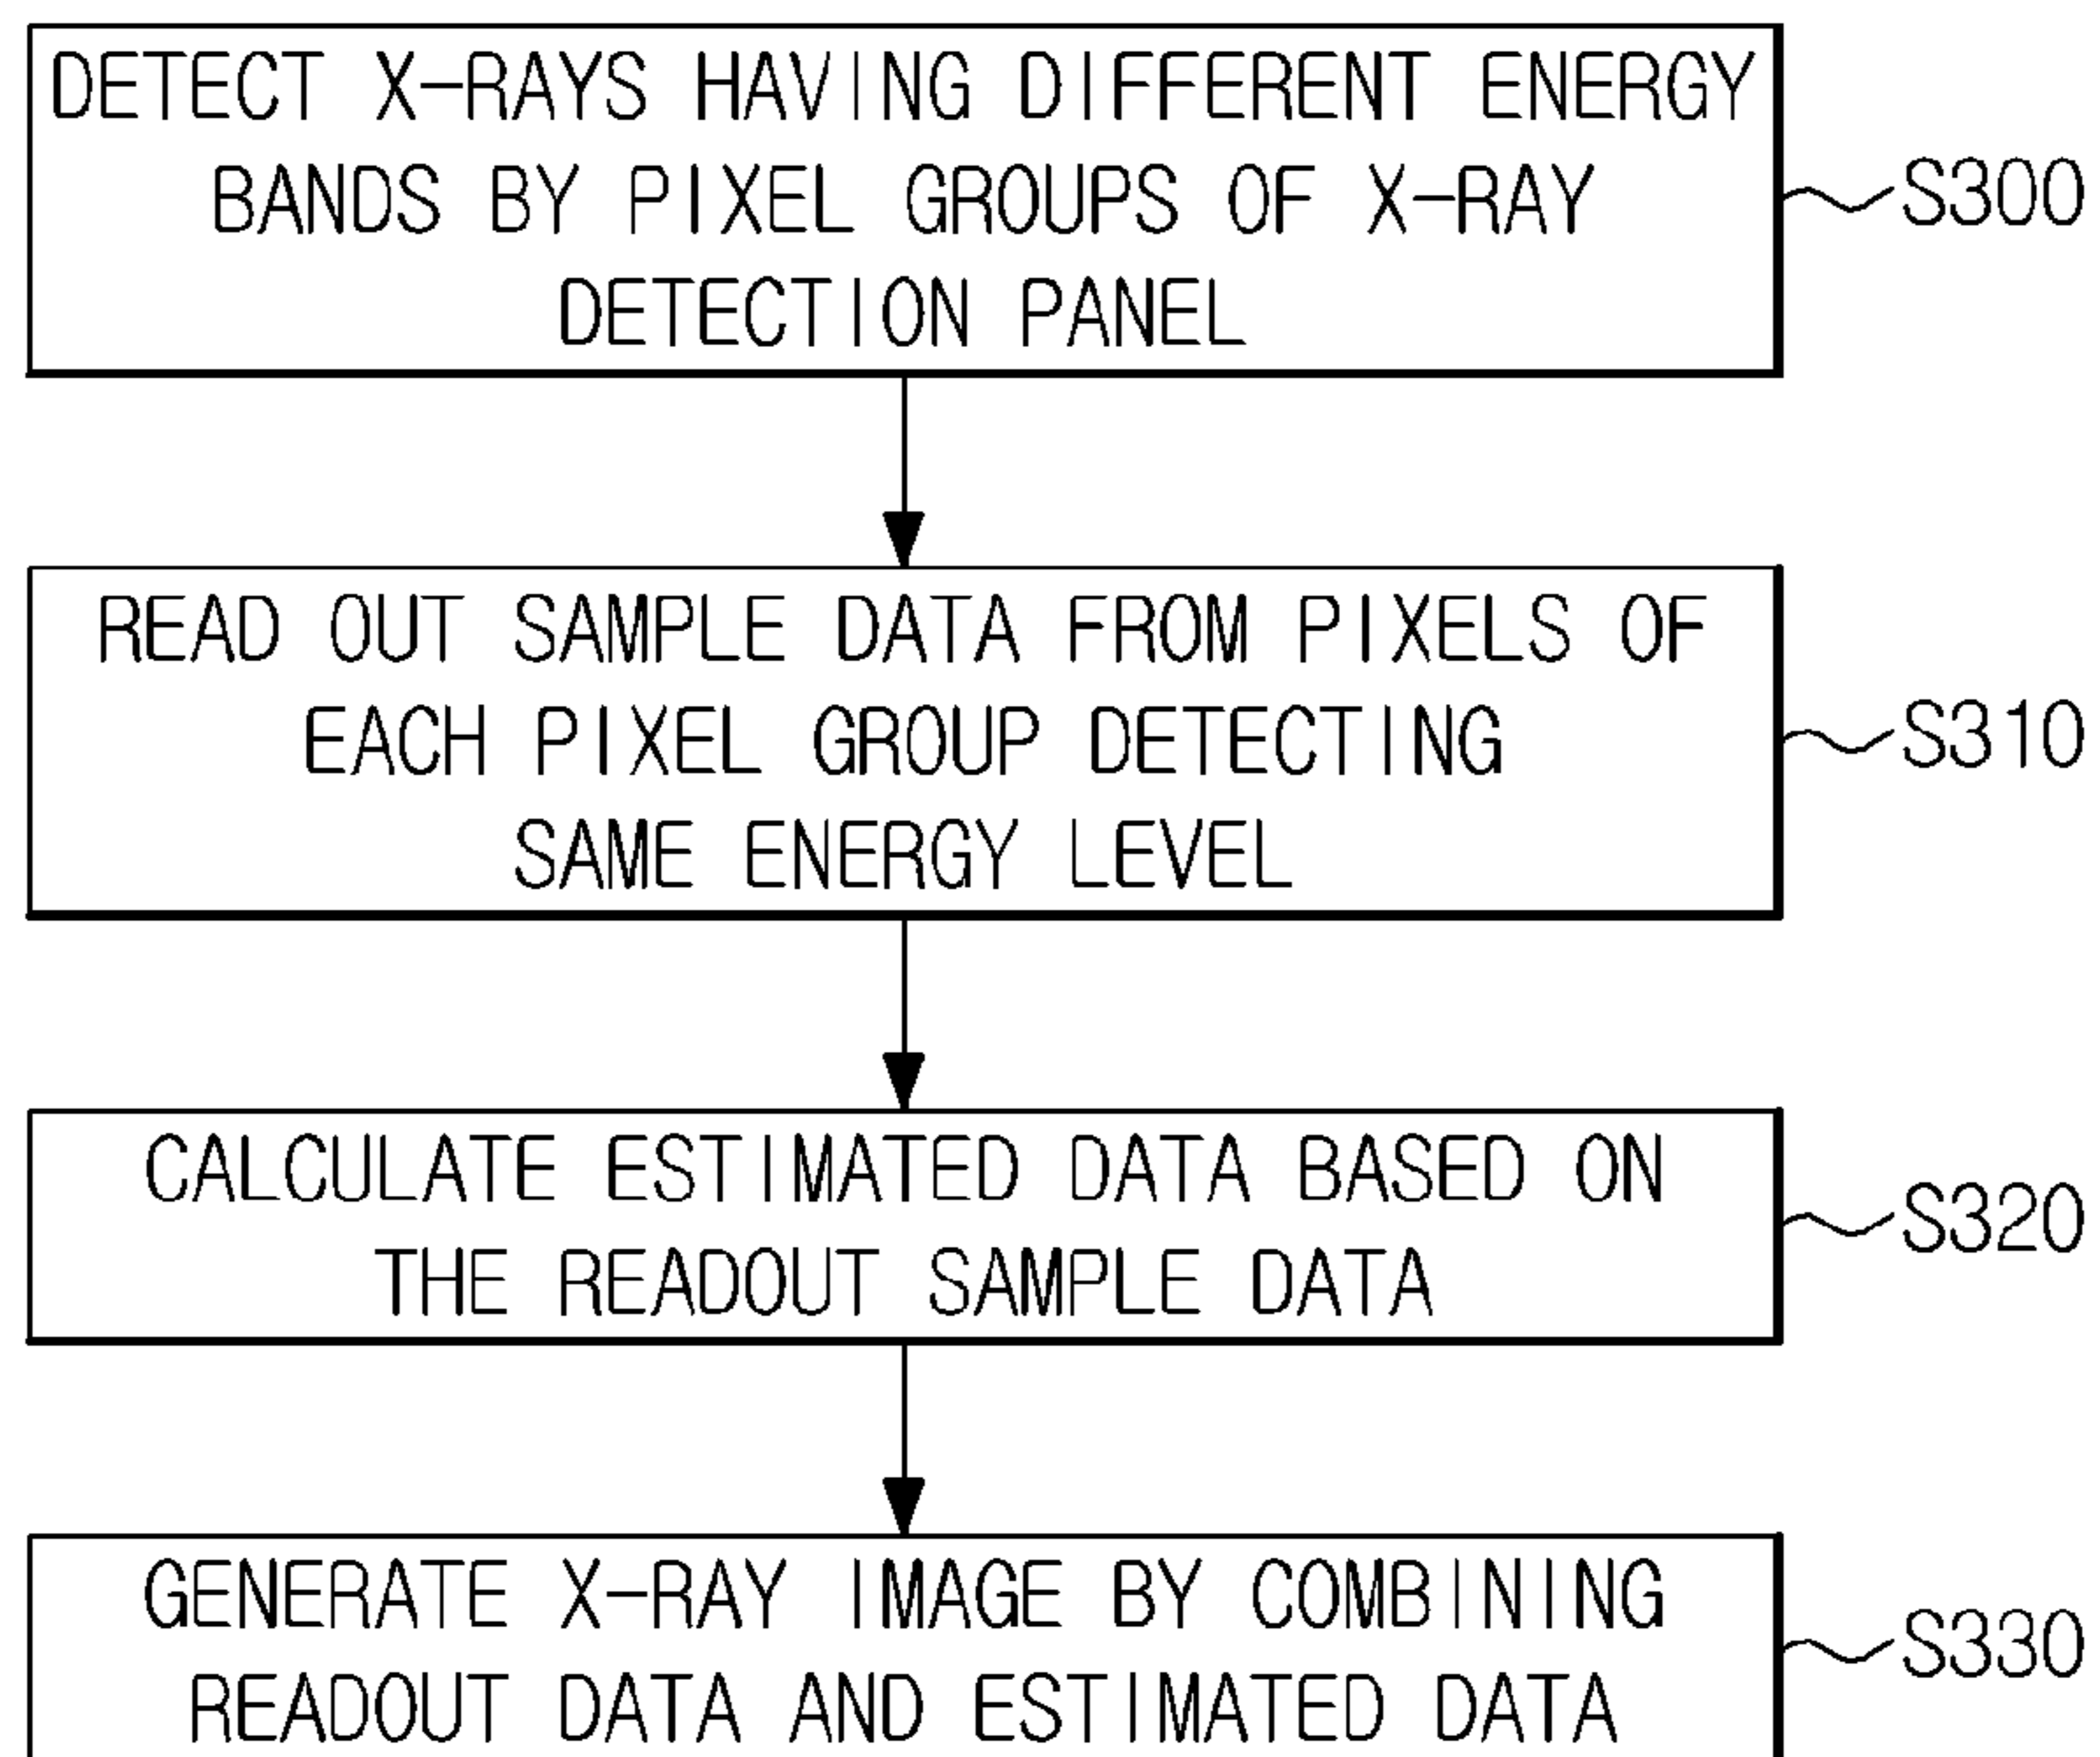 DETECT X-RAYS HAVING DIFFERENT ENERGY
BANDS BY PIXEL GROUPS OF X-RAY
DETECTION PANEL
S300
READ OUT SAMPLE DATA FROM PIXELS OF
EACH PIXEL GROUP DETECTING
SAME ENERGY LEVEL
S310
CALCULATE ESTIMATED DATA BASED ON
THE READOUT SAMPLE DATA
S320
GENERATE X-RAY IMAGE BY COMBINING
READOUT DATA AND ESTIMATED DATA
S330